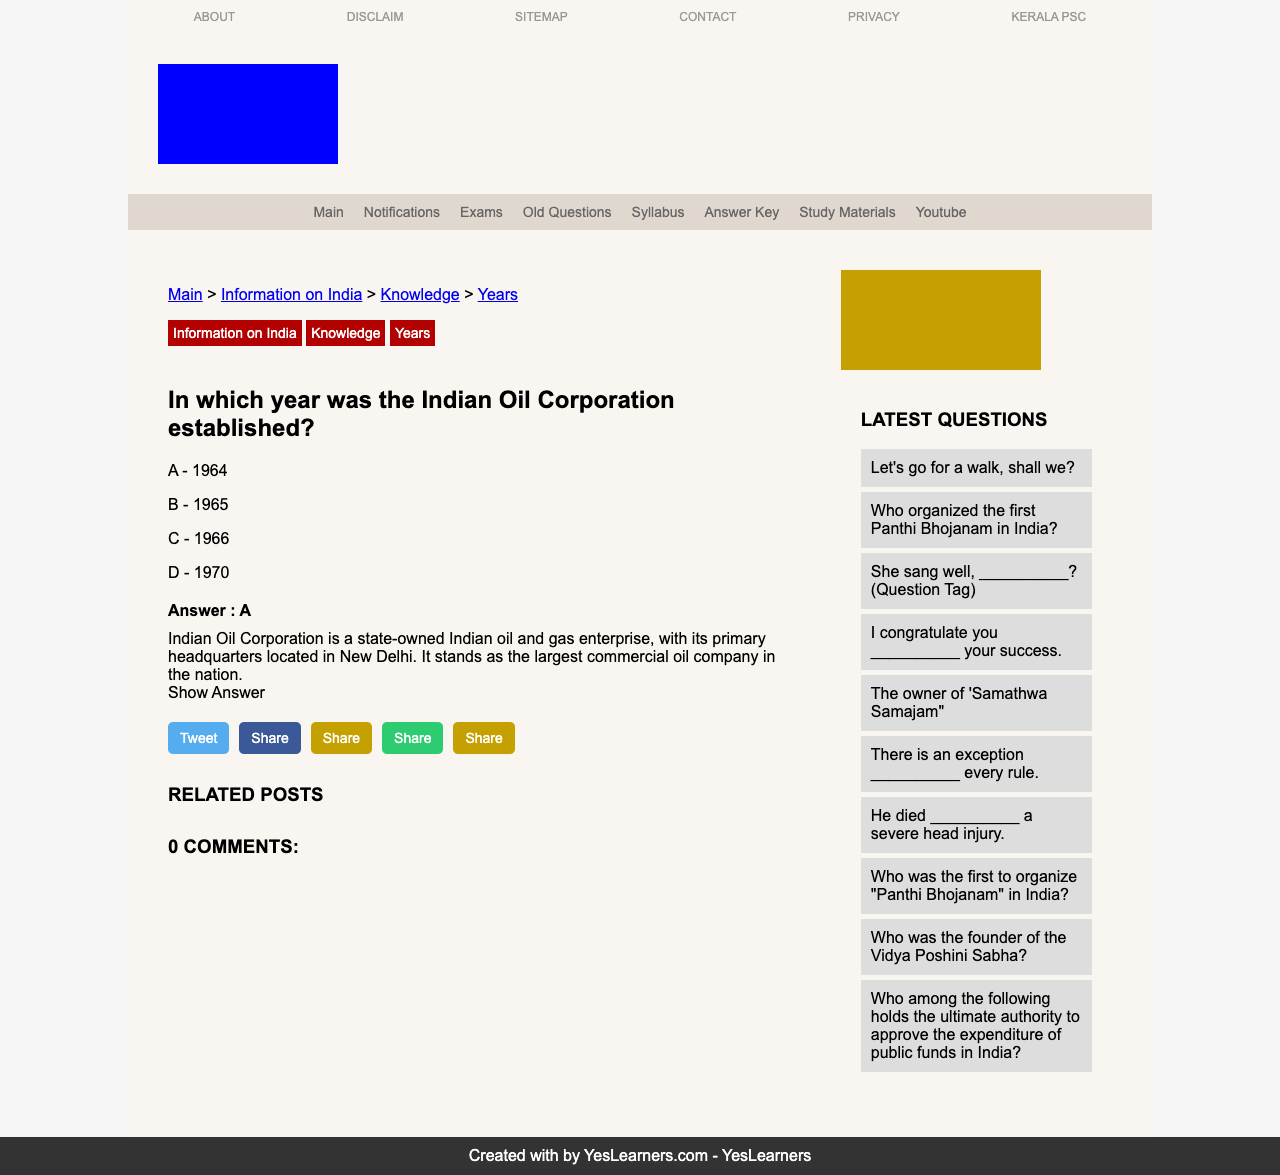 ABOUT DISCLAIM SITEMAP CONTACT PRIVACY KERALA PSC
Main Notifications Exams Old Questions Syllabus Answer Key Study Materials Youtube
Main > Information on India > Knowledge > Years
Information on India Knowledge Years
In which year was the Indian Oil Corporation
established?
A - 1964
B - 1965
C - 1966
D - 1970
Answer : A
Indian Oil Corporation is a state-owned Indian oil and gas enterprise, with its primary
headquarters located in New Delhi. It stands as the largest commercial oil company in
the nation.
Show Answer
Tweet Share Share Share Share
RELATED POSTS
0 COMMENTS:
LATEST QUESTIONS
Let's go for a walk, shall we?
Who organized the first
Panthi Bhojanam in India?
She sang well, __________?
(Question Tag)
I congratulate you
__________ your success.
The owner of 'Samathwa
Samajam"
There is an exception
__________ every rule.
He died __________ a
severe head injury.
Who was the first to organize
"Panthi Bhojanam" in India?
Who was the founder of the
Vidya Poshini Sabha?
Who among the following
holds the ultimate authority to
approve the expenditure of
public funds in India?
Created with by YesLearners.com - YesLearners